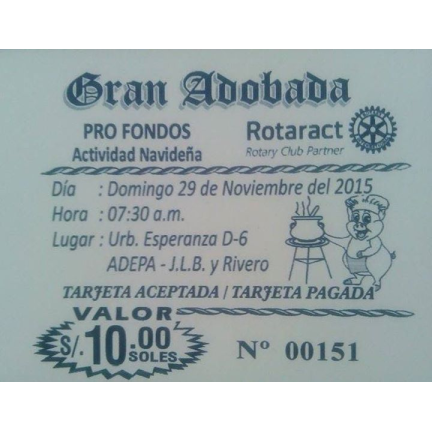 Gran Adobada
PRO FONDOS
Actividad Navideña
Rotaract
Rotary Club Partner
Día : Domingo 29 de Noviembre del 2015
Hora : 07:30 a.m.
Lugar : Urb. Esperanza D-6
ADEPA - J.L.B. y Rivero
TARJETA ACEPTADA / TARJETA PAGADA
VALOR
S/. 10.00
SOLES
Nº 00151